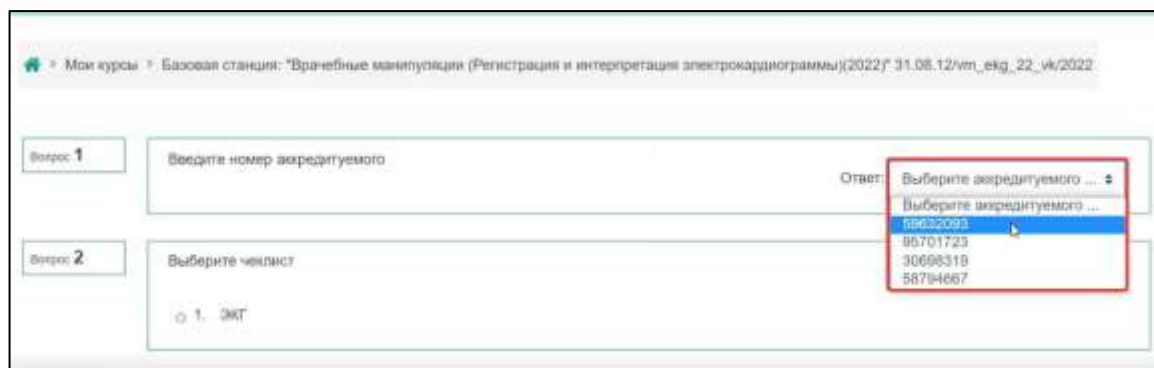 Мои курсы > Базовая станция: "Врачебные манипуляции (Регистрация и интерпретация электрокардиограммы)(2022)" 31.08.12/vm_ekg_22_vk/2022
Вопрос 1
Введите номер аккредитуемого
Ответ: Выберите аккредитуемого ...
Выберите аккредитуемого ...
59632093
95701723
30698319
58794667
Вопрос 2
Выберите чеклист
1. ЭКГ